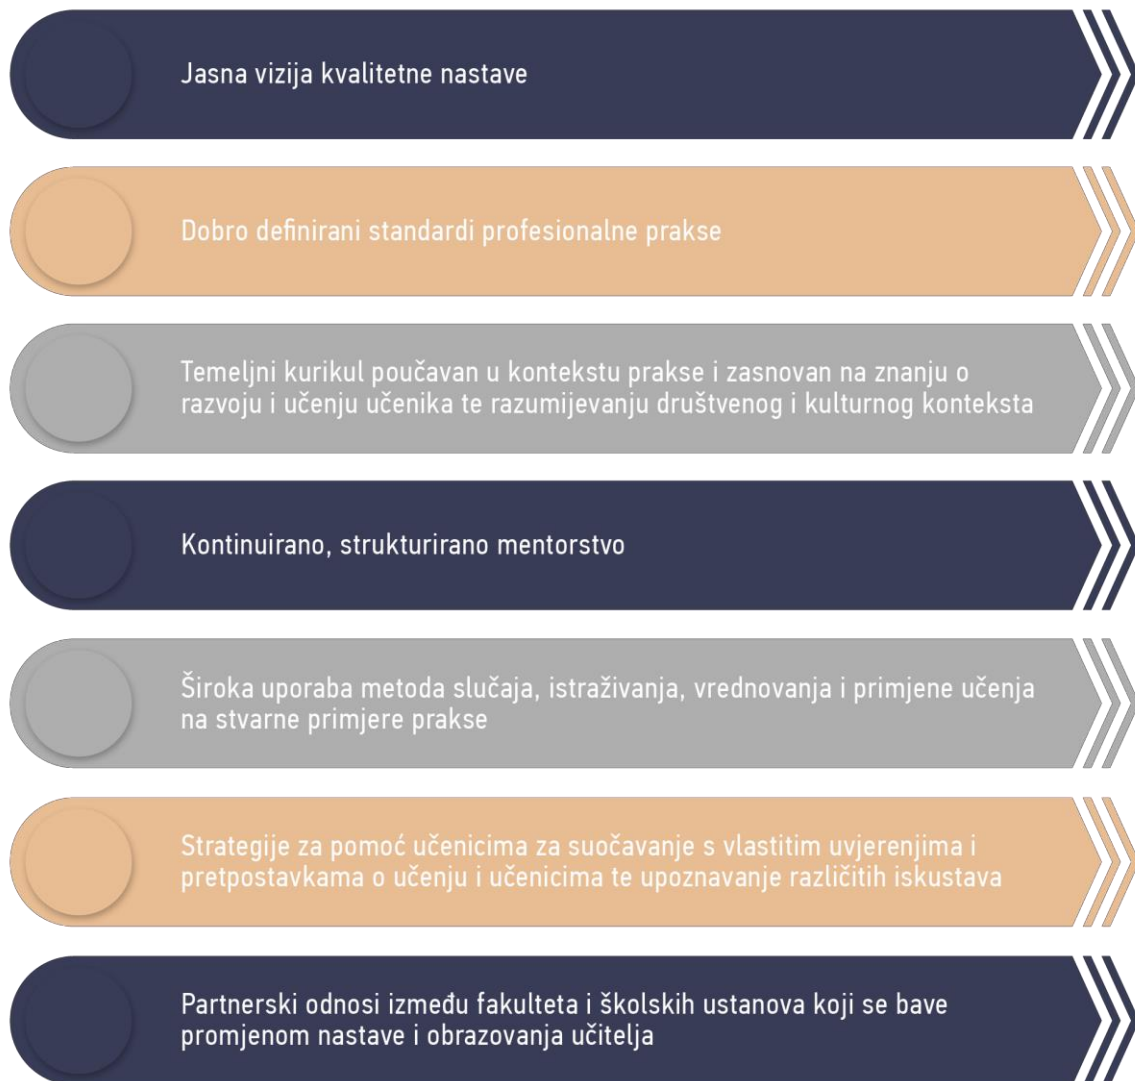 Jasna vizija kvalitetne nastave
Dobro definirani standardi profesionalne prakse
Temeljni kurikul poučavan u kontekstu prakse i zasnovan na znanju o
razvoju i učenju učenika te razumijevanju društvenog i kulturnog konteksta
Kontinuirano, strukturirano mentorstvo
Široka uporaba metoda slučaja, istraživanja, vrednovanja i primjene učenja
na stvarne primjere prakse
Strategije za pomoć učenicima za suočavanje s vlastitim uvjerenjima i
pretpostavkama o učenju i učenicima te upoznavanje različitih iskustava
Partnerski odnosi između fakulteta i školskih ustanova koji se bave
promjenom nastave i obrazovanja učitelja